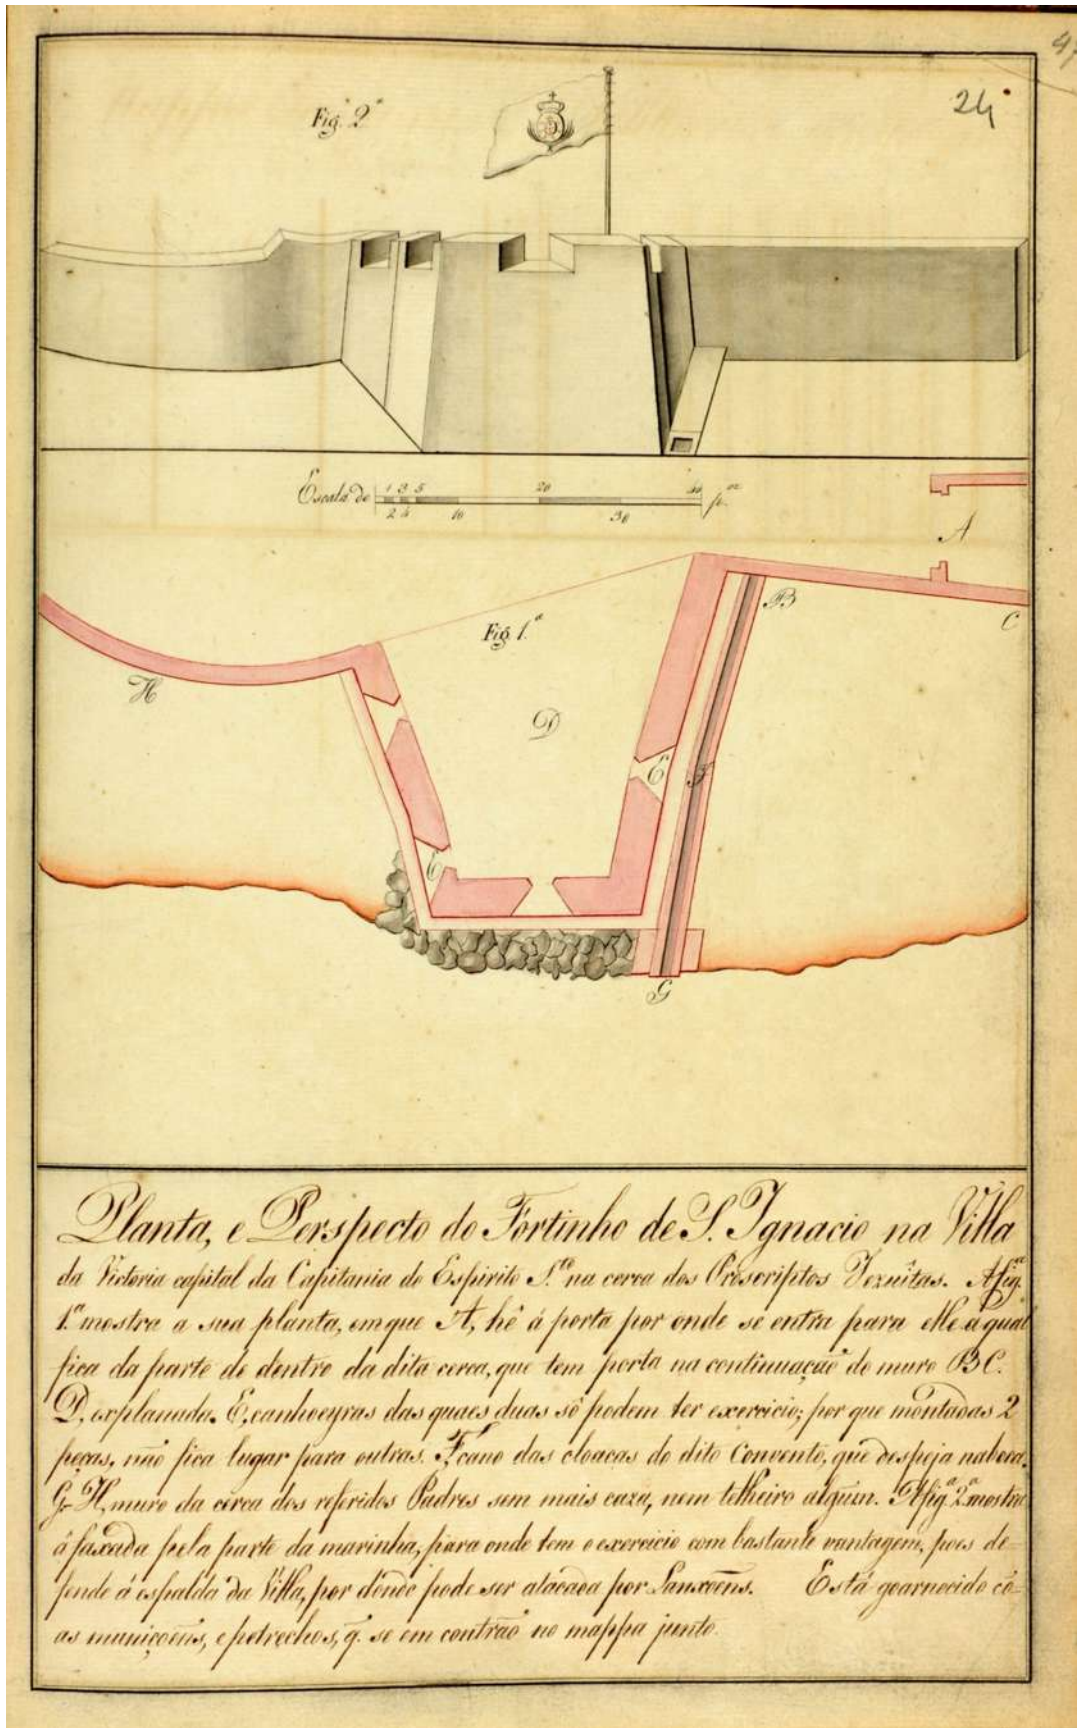 24
Fig. 2ª
Escala de 1 2 3 4 5 10 20 30 40 p.es
A
B
C
Fig. 1.ª
H
D
E
F
E
G
Planta, e Perspecto do Fortinho de S. Ignacio na Villa
da Victoria capital da Capitania do Espirito S.to na cerca dos Proscriptos Jezuitas. A fig.ª
1.ª mostra a sua planta, em que A, hé á porta por onde se entra para elle a qual
fica da parte de dentro da dita cerca, que tem porta na continuação do muro BC.
D, explanada. E, canhoeyras das quaes duas só podem ter exercicio; por que montadas 2
peças, não fica lugar para outras. F, cano das cloacas do dito Convento, que despeja na boca
G. H, muro da cerca dos referidos Padres sem mais caza, nem telheiro algum. A fig.ª 2.ª mostra
á faxada pela parte da marinha, para onde tem o exercicio com bastante vantagem, pois de-
fende á espalda da Villa, por donde pode ser atácada por Lanxoens. Está goarnecido cõ
as muniçoens, e petrechos, q. se em contrão no mappa junto.